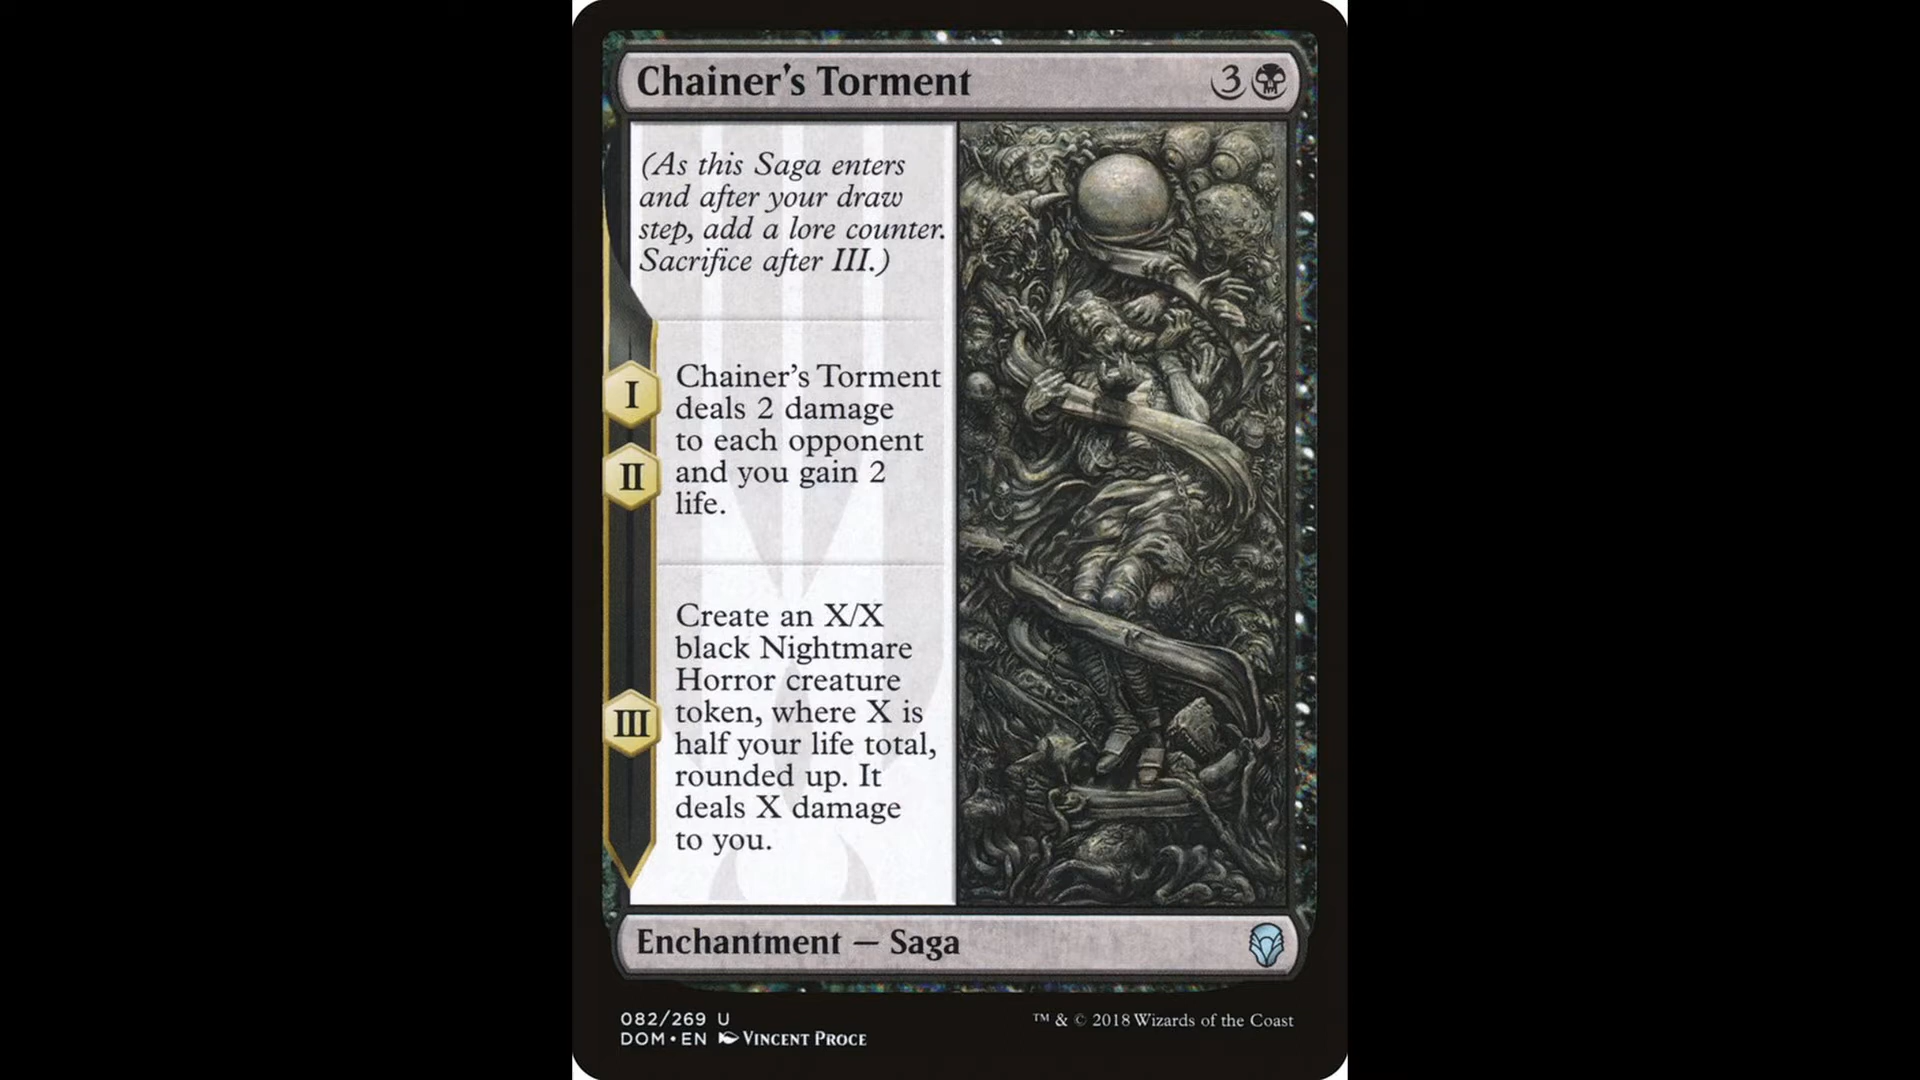 Chainer's Torment 3
(As this Saga enters
and after your draw
step, add a lore counter.
Sacrifice after III.)
I
II
Chainer's Torment
deals 2 damage
to each opponent
and you gain 2
life.
III
Create an X/X
black Nightmare
Horror creature
token, where X is
half your life total,
rounded up. It
deals X damage
to you.
Enchantment — Saga
082/269 U
DOM • EN VINCENT PROCE
™ & © 2018 Wizards of the Coast